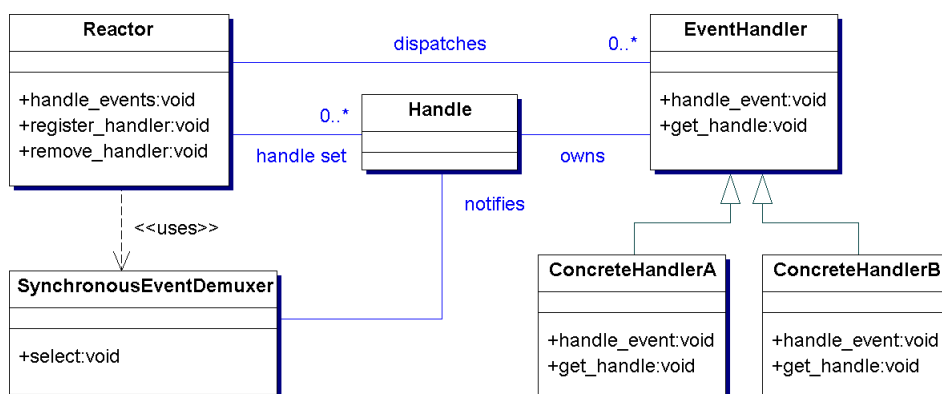 Reactor
+handle_events:void
+register_handler:void
+remove_handler:void
dispatches
0..*
EventHandler
+handle_event:void
+get_handle:void
0..*
handle set
Handle
owns
notifies
<<uses>>
SynchronousEventDemuxer
+select:void
ConcreteHandlerA
+handle_event:void
+get_handle:void
ConcreteHandlerB
+handle_event:void
+get_handle:void